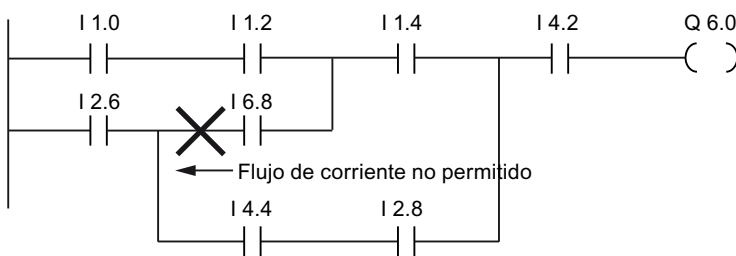 I 1.0 I 1.2 I 1.4 I 4.2 Q 6.0
I 2.6 I 6.8
Flujo de corriente no permitido
I 4.4 I 2.8